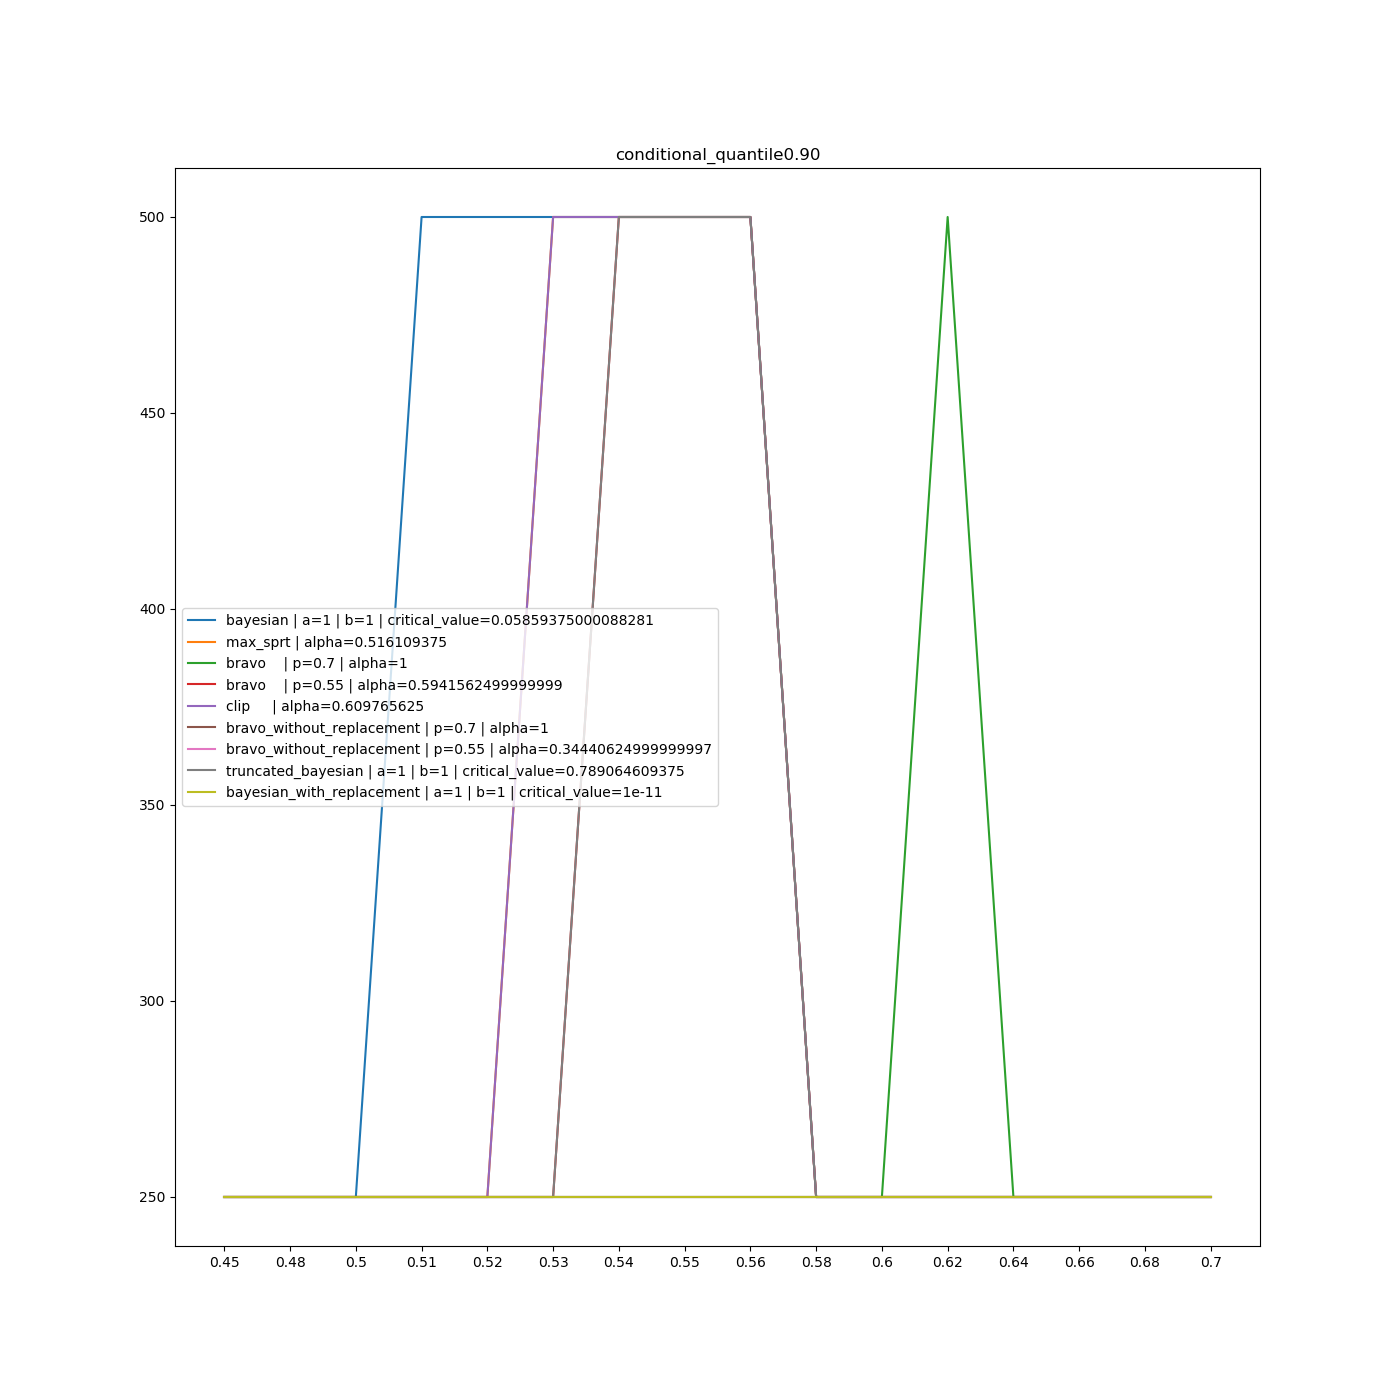 conditional_quantile0.90
500
450
400
350
300
250
bayesian | a=1 | b=1 | critical_value=0.05859375000088281
max_sprt | alpha=0.516109375
bravo | p=0.7 | alpha=1
bravo | p=0.55 | alpha=0.5941562499999999
clip | alpha=0.609765625
bravo_without_replacement | p=0.7 | alpha=1
bravo_without_replacement | p=0.55 | alpha=0.34440624999999997
truncated_bayesian | a=1 | b=1 | critical_value=0.789064609375
bayesian_with_replacement | a=1 | b=1 | critical_value=1e-11
0.45 0.48 0.5 0.51 0.52 0.53 0.54 0.55 0.56 0.58 0.6 0.62 0.64 0.66 0.68 0.7